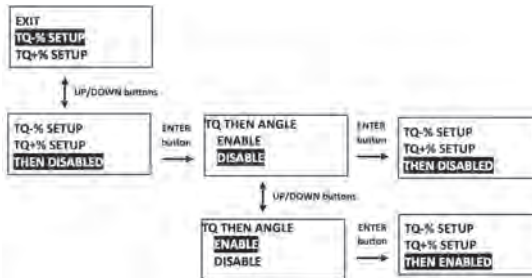 EXIT
TQ-% SETUP
TQ+% SETUP
UP/DOWN buttons
TQ-% SETUP
TQ+% SETUP
THEN DISABLED
ENTER
button
TQ THEN ANGLE
ENABLE
DISABLE
ENTER
button
TQ-% SETUP
TQ+% SETUP
THEN DISABLED
UP/DOWN buttons
TQ THEN ANGLE
ENABLE
DISABLE
ENTER
button
TQ-% SETUP
TQ+% SETUP
THEN ENABLED